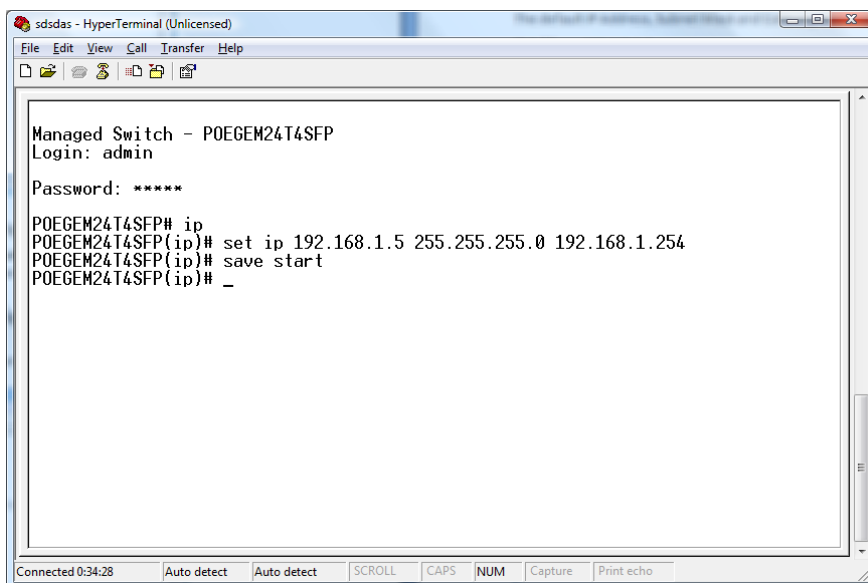 sdsdas - HyperTerminal (Unlicensed)
File Edit View Call Transfer Help
Managed Switch - POEGEM24T4SFP
Login: admin
Password: *****
POEGEM24T4SFP# ip
POEGEM24T4SFP(ip)# set ip 192.168.1.5 255.255.255.0 192.168.1.254
POEGEM24T4SFP(ip)# save start
POEGEM24T4SFP(ip)# _
Connected 0:34:28 Auto detect Auto detect SCROLL CAPS NUM Capture Print echo